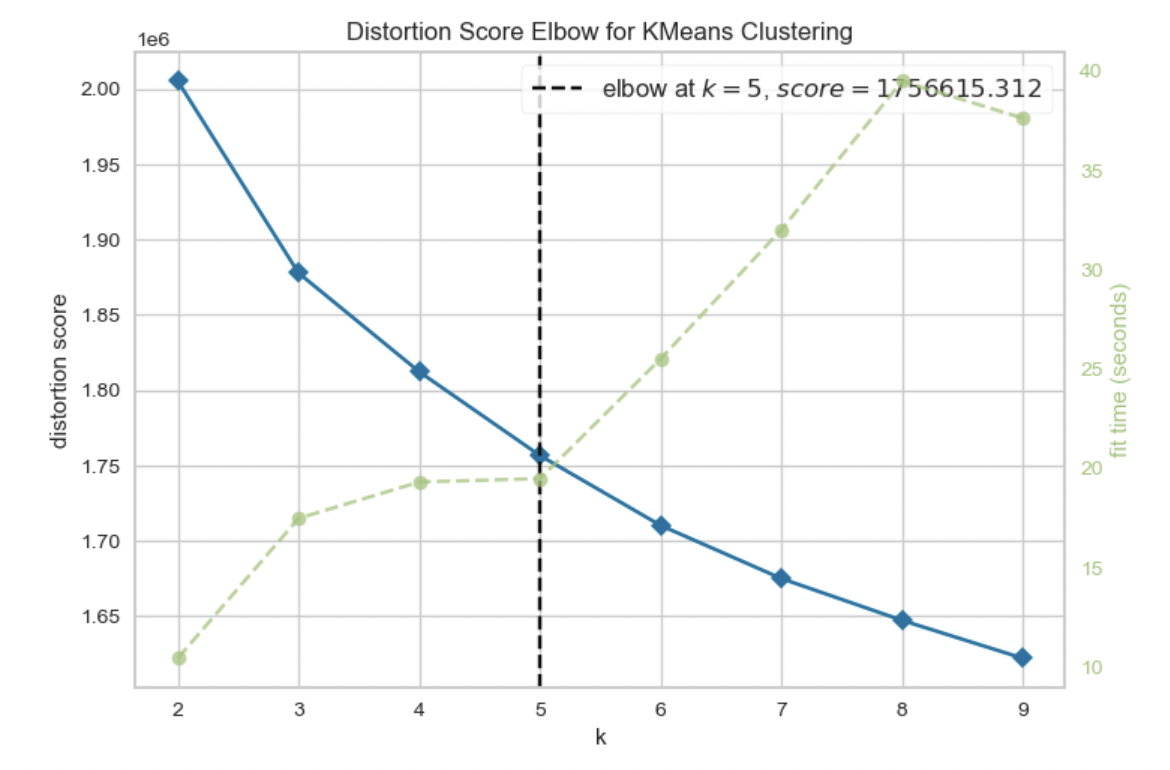 Distortion Score Elbow for KMeans Clustering
1e6
elbow at k = 5, score = 1756615.312
2.00
1.95
1.90
1.85
1.80
1.75
1.70
1.65
distortion score
40
35
30
25
20
15
10
fit time (seconds)
2 3 4 5 6 7 8 9
k